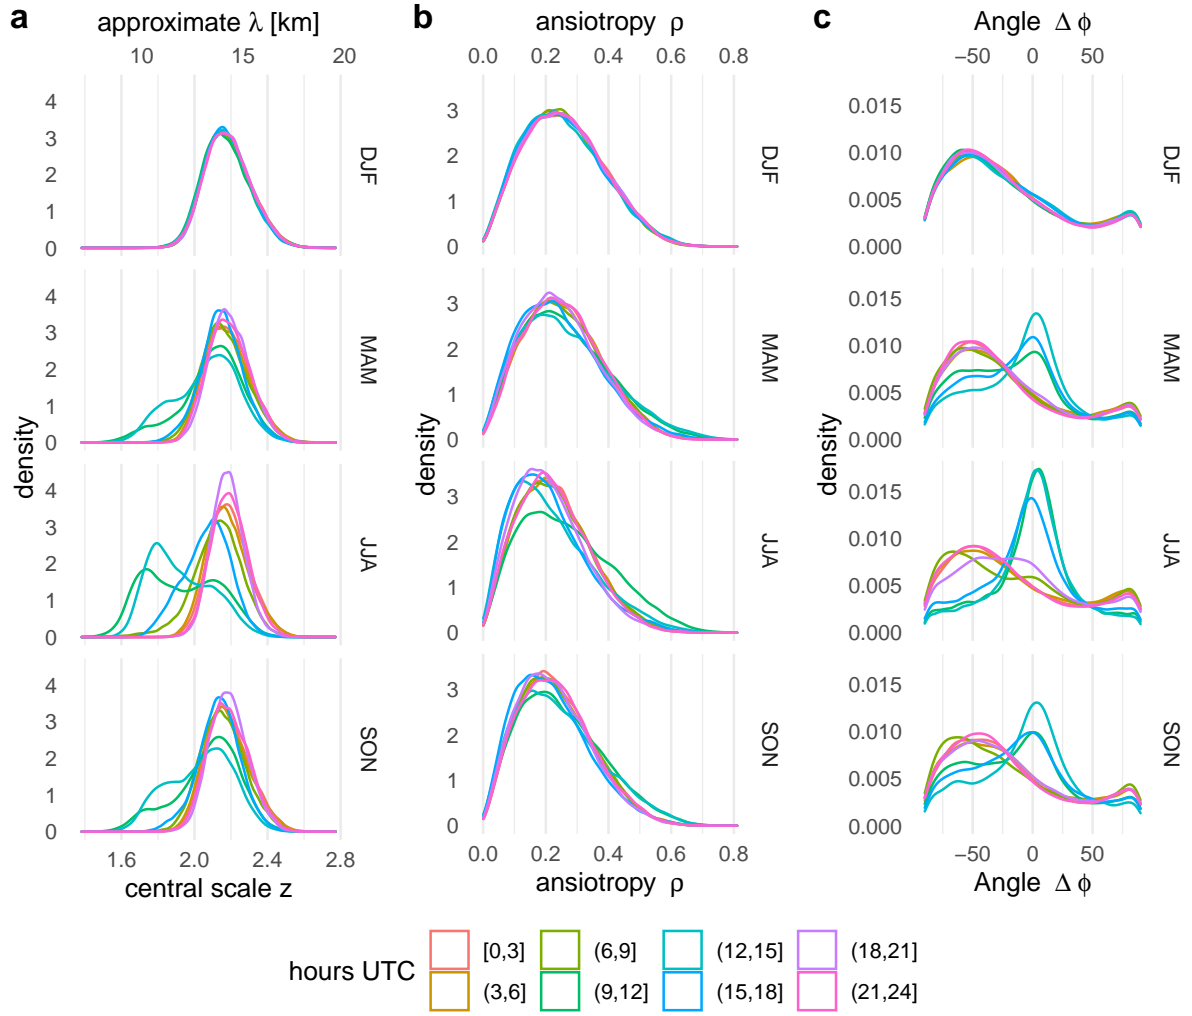 a
approximate λ [km]
10 15 20
4
3
2
1
0
DJF
4
3
2
1
0
MAM
4
3
2
1
0
JJA
4
3
2
1
0
SON
density
1.6 2.0 2.4 2.8
central scale z
b
ansiotropy ρ
0.0 0.2 0.4 0.6 0.8
3
2
1
0
DJF
3
2
1
0
MAM
3
2
1
0
JJA
3
2
1
0
SON
density
0.0 0.2 0.4 0.6 0.8
ansiotropy ρ
c
Angle Δ ϕ
−50 0 50
0.015
0.010
0.005
0.000
DJF
0.015
0.010
0.005
0.000
MAM
0.015
0.010
0.005
0.000
JJA
0.015
0.010
0.005
0.000
SON
density
−50 0 50
Angle Δ ϕ
hours UTC
[0,3] (6,9] (12,15] (18,21]
(3,6] (9,12] (15,18] (21,24]